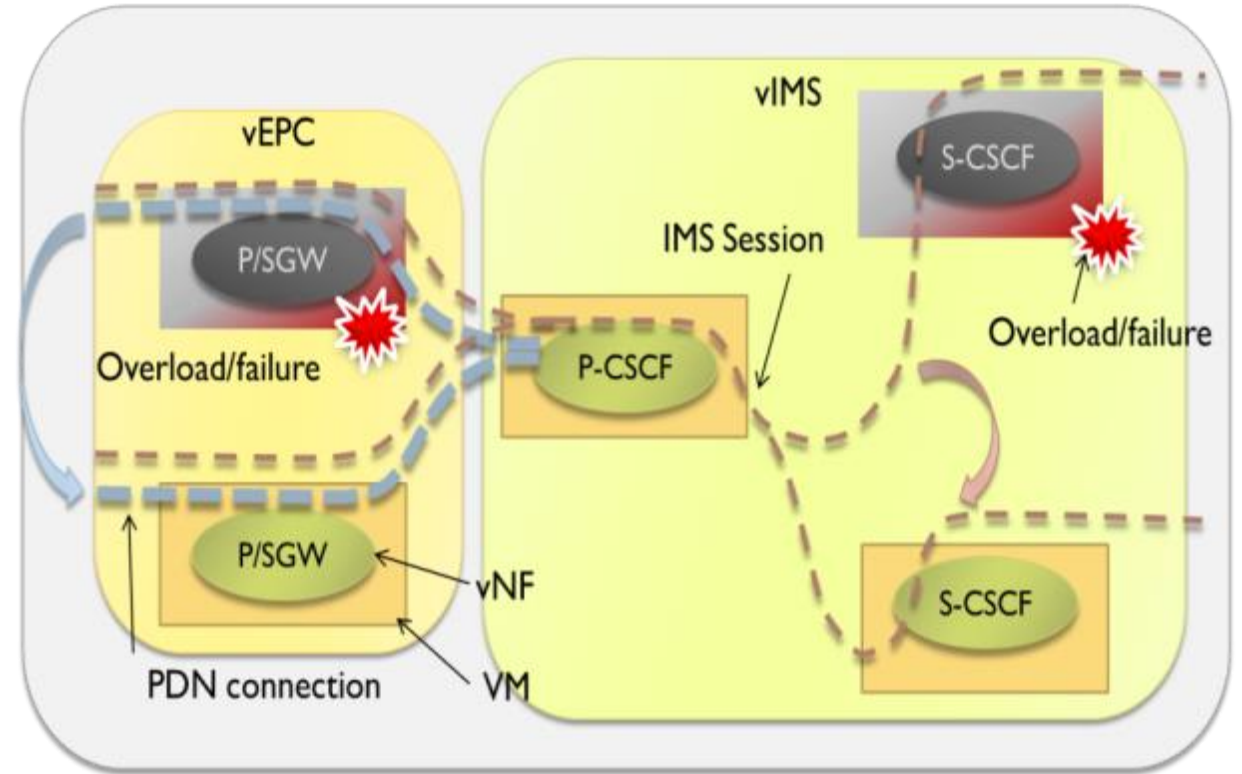 vEPC
vIMS
S-CSCF
P/SGW
IMS Session
Overload/failure
Overload/failure
P-CSCF
P/SGW
vNF
S-CSCF
PDN connection
VM